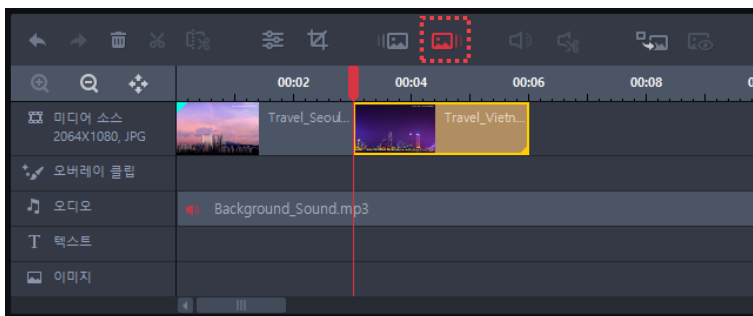 00:02 00:04 00:06 00:08 0
미디어 소스
2064X1080, JPG
Travel_Seoul... Travel_Vietn...
오버레이 클립
오디오
Background_Sound.mp3
T 텍스트
이미지